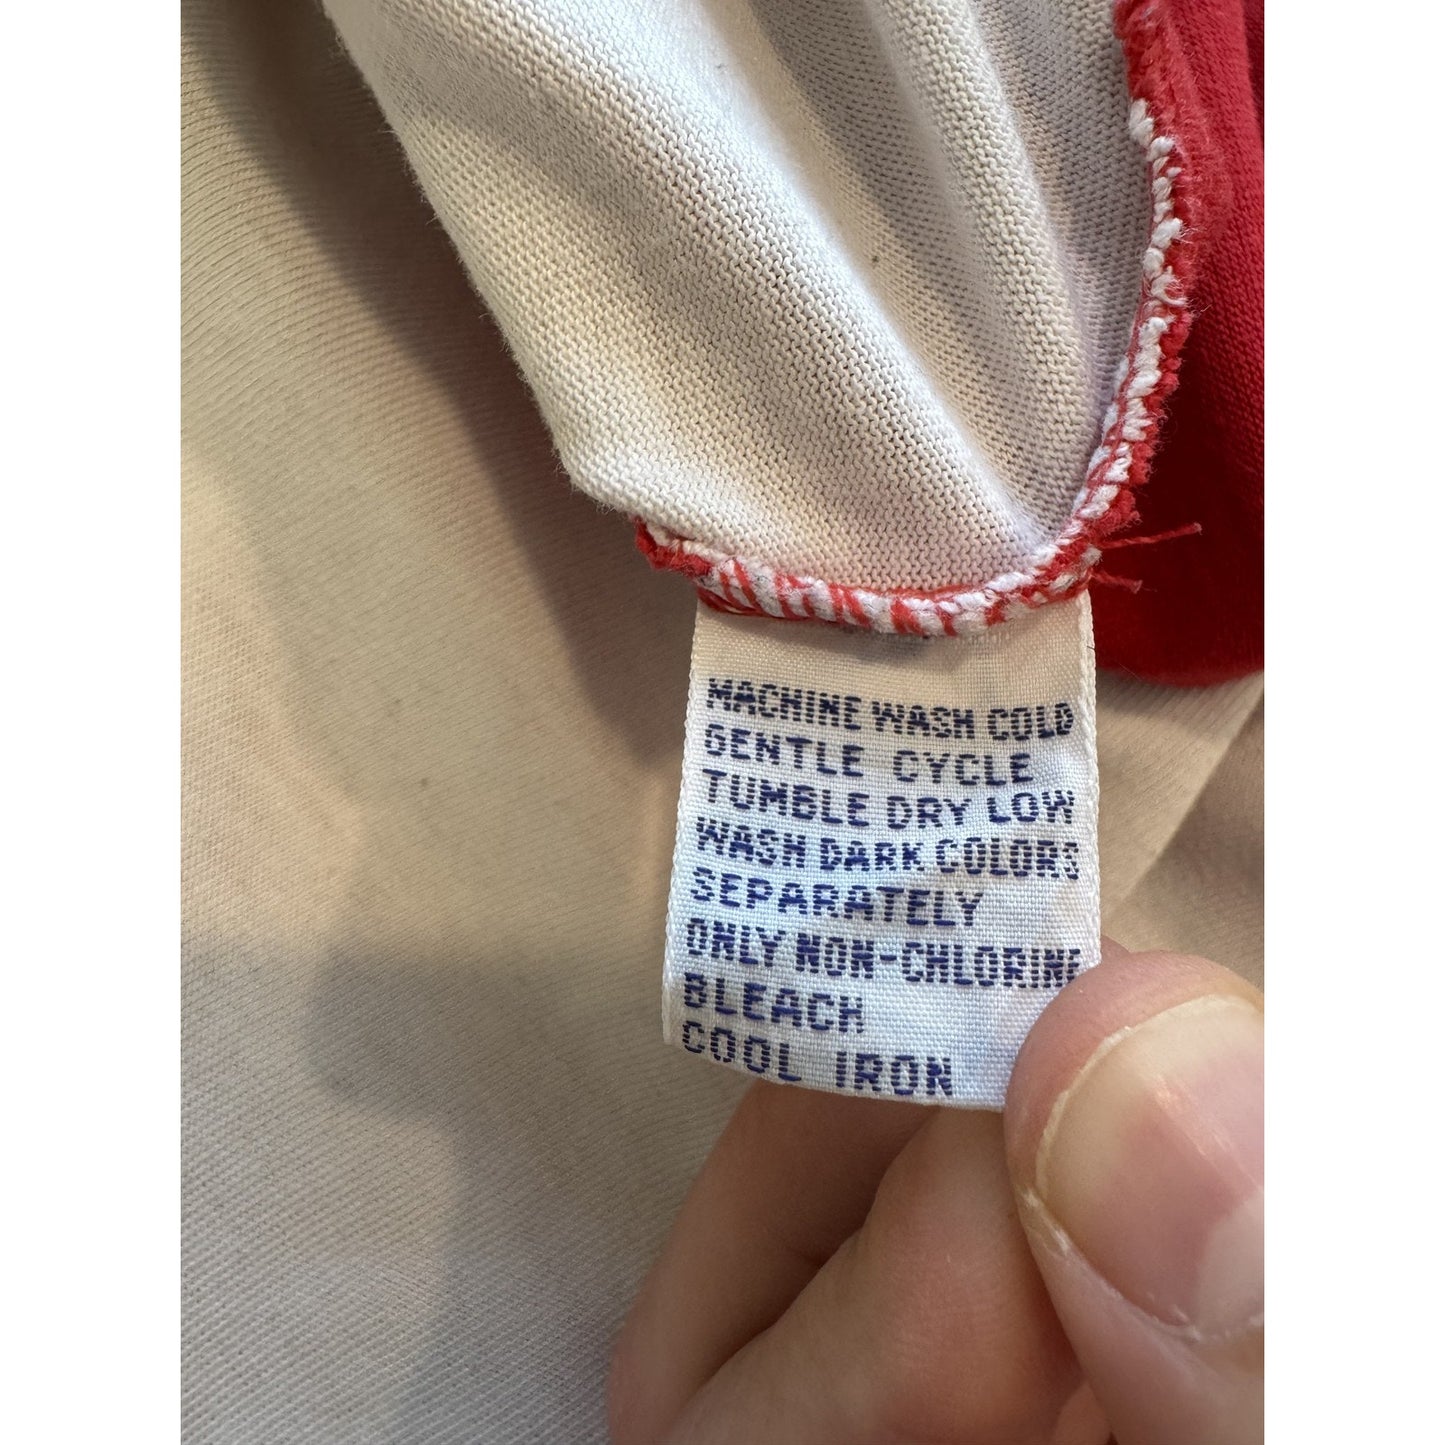 MACHINE WASH COLD
GENTLE CYCLE
TUMBLE DRY LOW
WASH DARK COLORS
SEPARATELY
ONLY NON-CHLORINE
BLEACH
COOL IRON